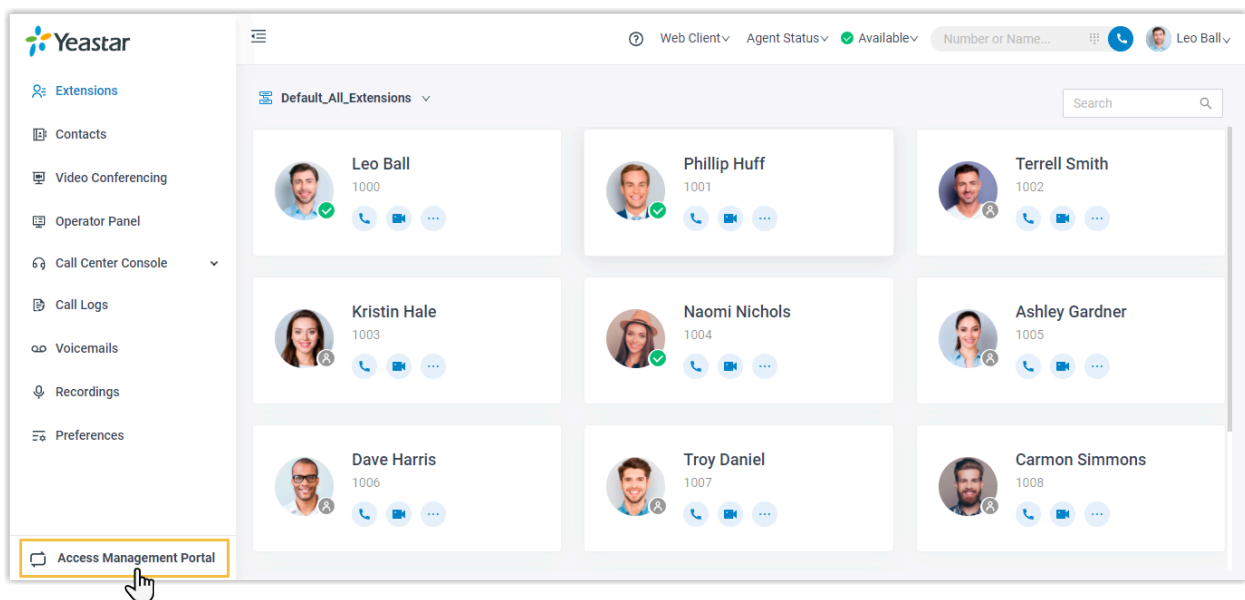 Yeastar
Web Client
Agent Status
Available
Number or Name...
Leo Ball
Extensions
Contacts
Video Conferencing
Operator Panel
Call Center Console
Call Logs
Voicemails
Recordings
Preferences
Access Management Portal
Default_All_Extensions
Search
Leo Ball
1000
Phillip Huff
1001
Terrell Smith
1002
Kristin Hale
1003
Naomi Nichols
1004
Ashley Gardner
1005
Dave Harris
1006
Troy Daniel
1007
Carmon Simmons
1008